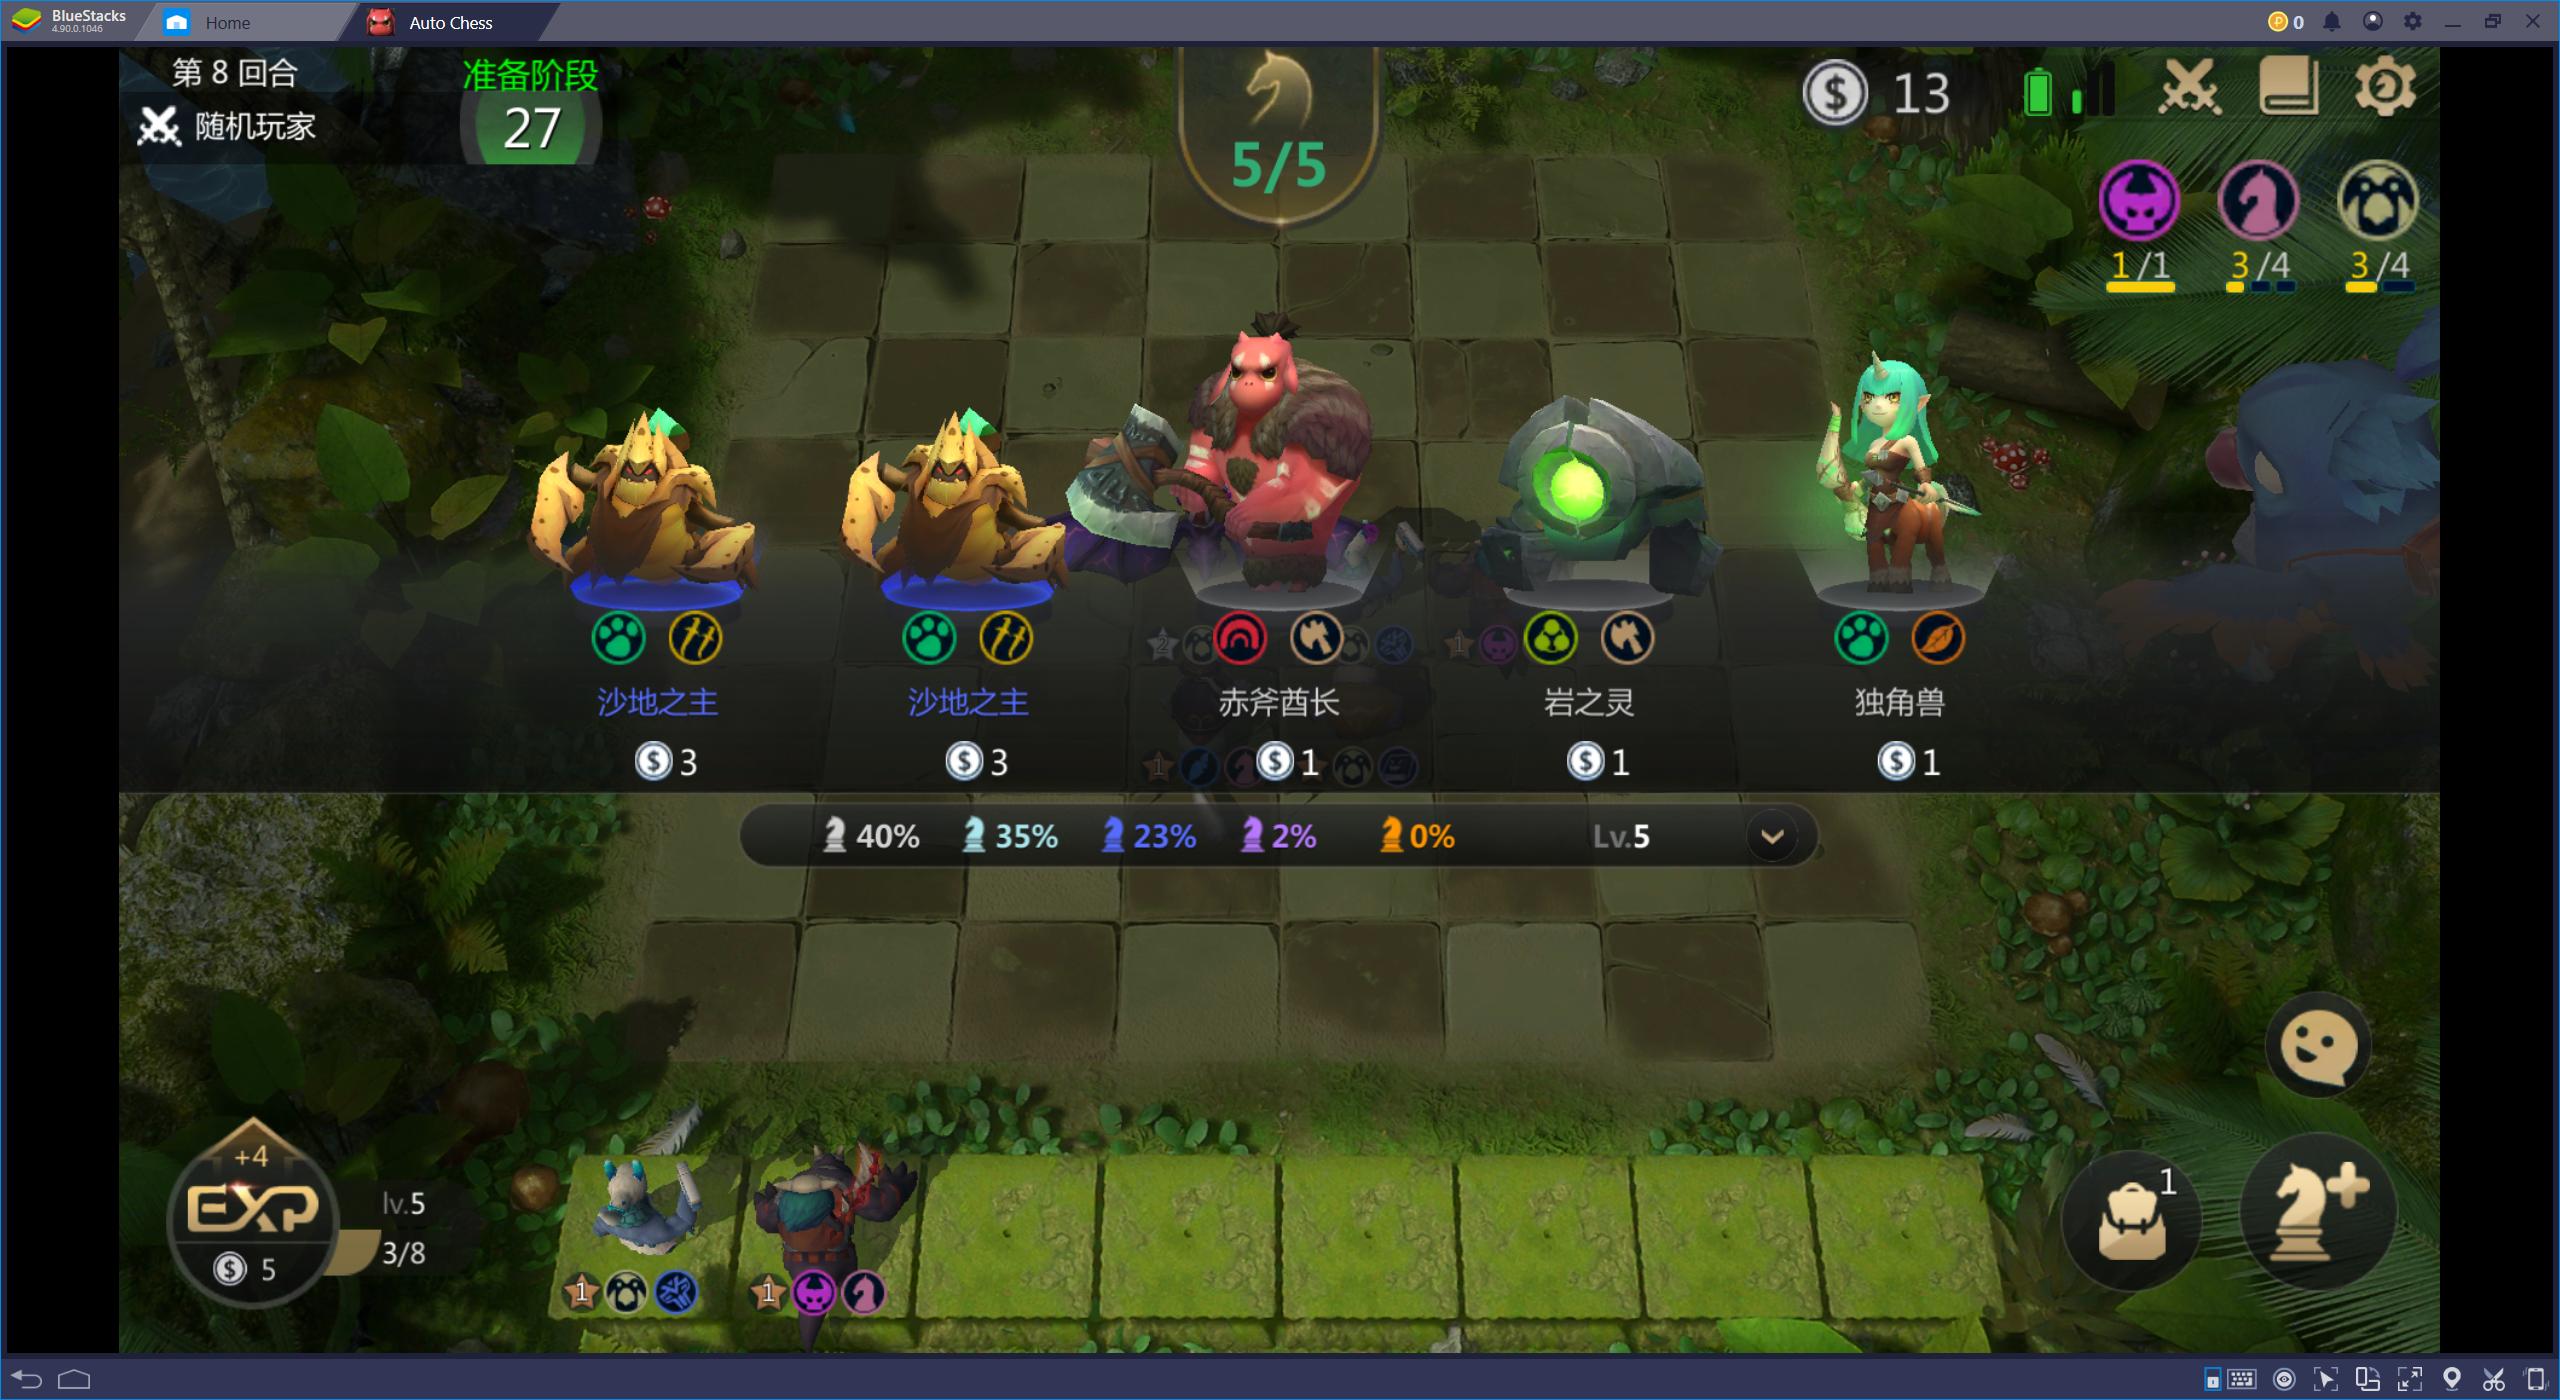 BlueStacks
4.90.0.1046
Home
Auto Chess
0
第 8 回合
随机玩家
准备阶段
27
5/5
13
1/1
3/4
3/4
沙地之主
沙地之主
赤斧酋长
岩之灵
独角兽
3
3
1
1
1
40%
35%
23%
2%
0%
Lv.5
+4
EXP
5
lv.5
3/8
1
1
1